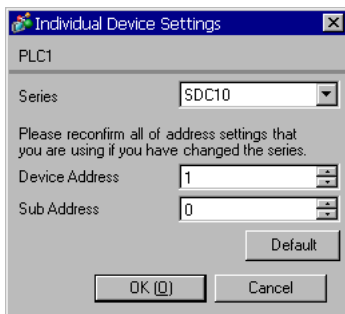 Individual Device Settings
PLC1
Series
SDC10
Please reconfirm all of address settings that
you are using if you have changed the series.
Device Address
1
Sub Address
0
Default
OK (O)
Cancel